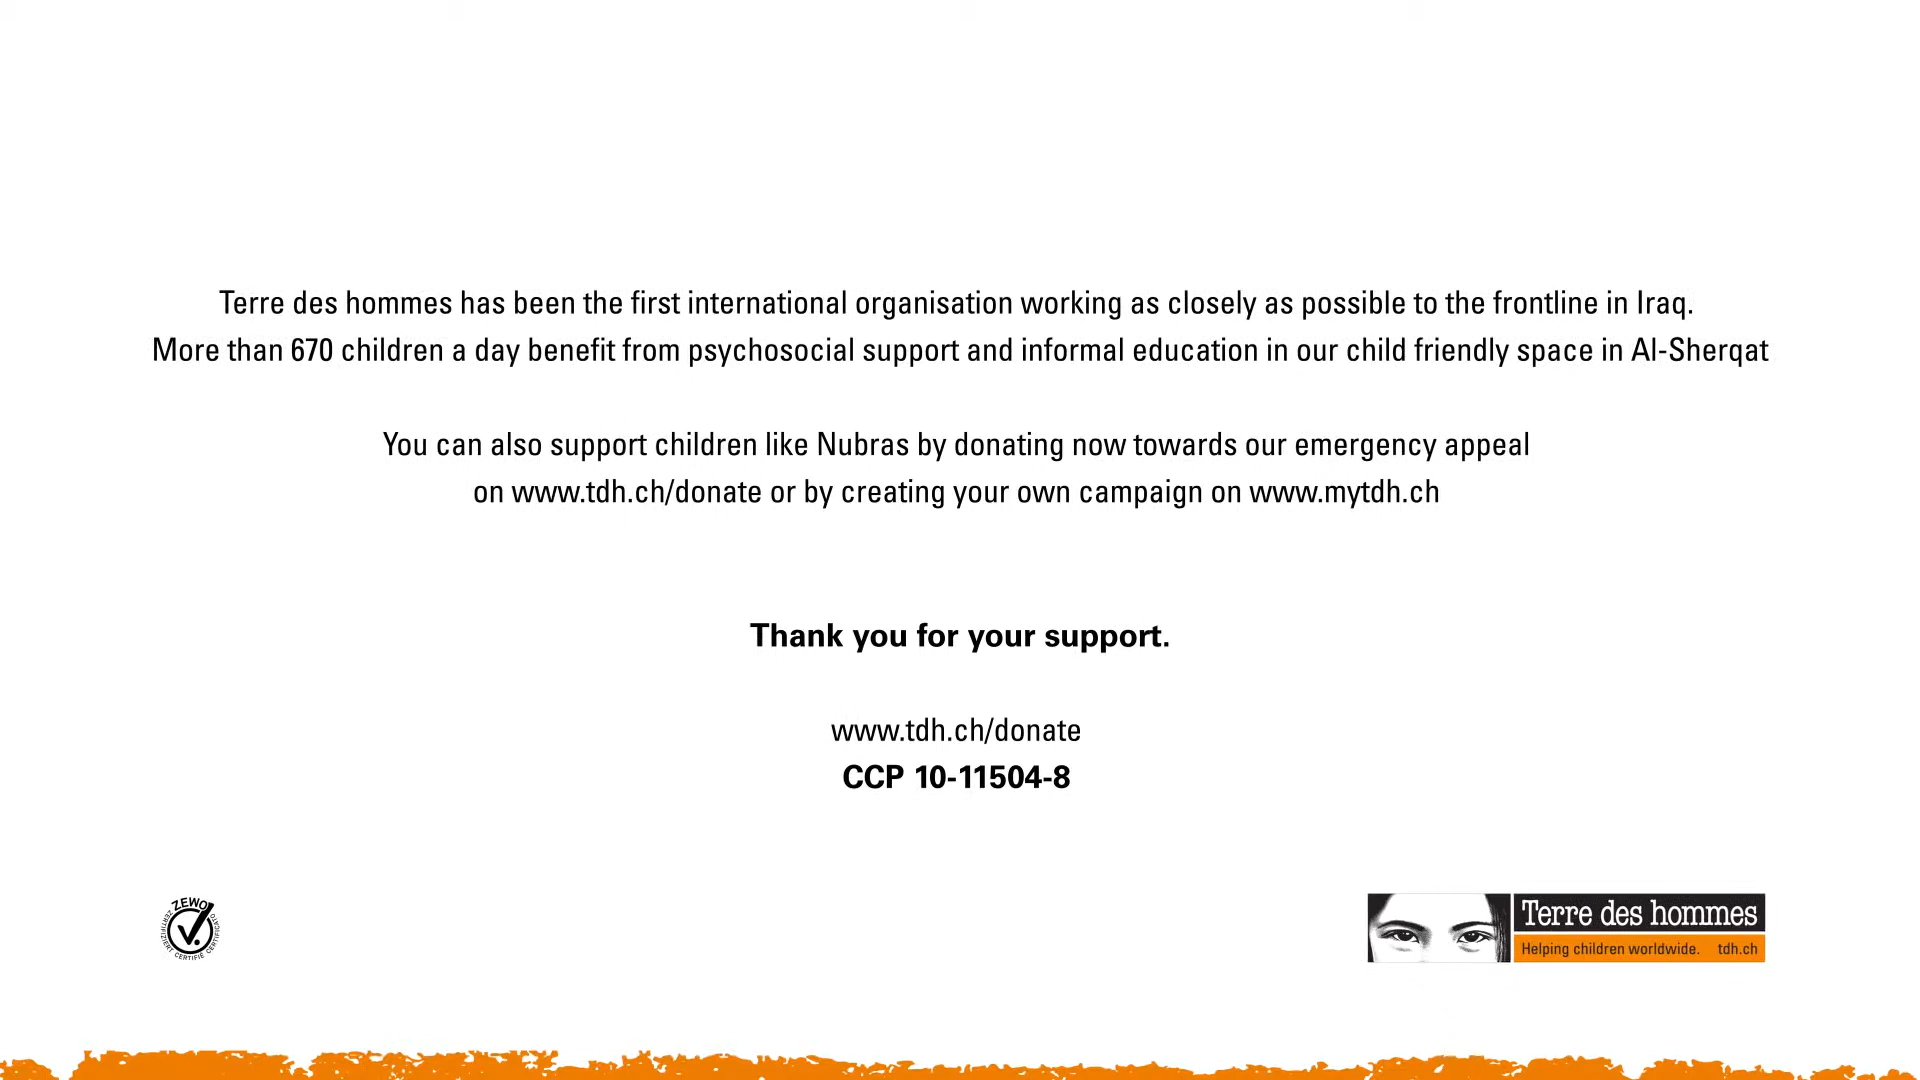 Terre des hommes has been the first international organisation working as closely as possible to the frontline in Iraq.
More than 670 children a day benefit from psychosocial support and informal education in our child friendly space in Al-Sherqat
You can also support children like Nubras by donating now towards our emergency appeal
on www.tdh.ch/donate or by creating your own campaign on www.mytdh.ch
Thank you for your support.
www.tdh.ch/donate
CCP 10-11504-8
ZEWO
ZERTIFIZIERT CERTIFIÉ CERTIFICATO
Terre des hommes
Helping children worldwide. tdh.ch